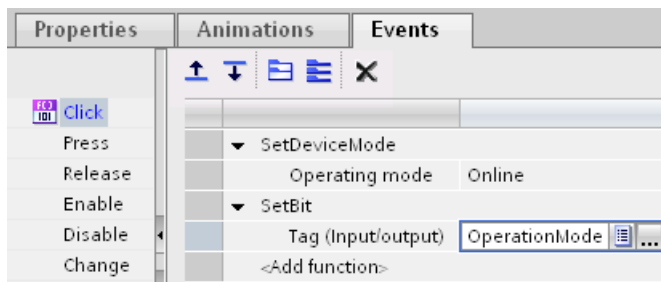 Properties Animations Events
Click
Press
Release
Enable
Disable
Change
SetDeviceMode
Operating mode Online
SetBit
Tag (Input/output) OperationMode ...
<Add function>